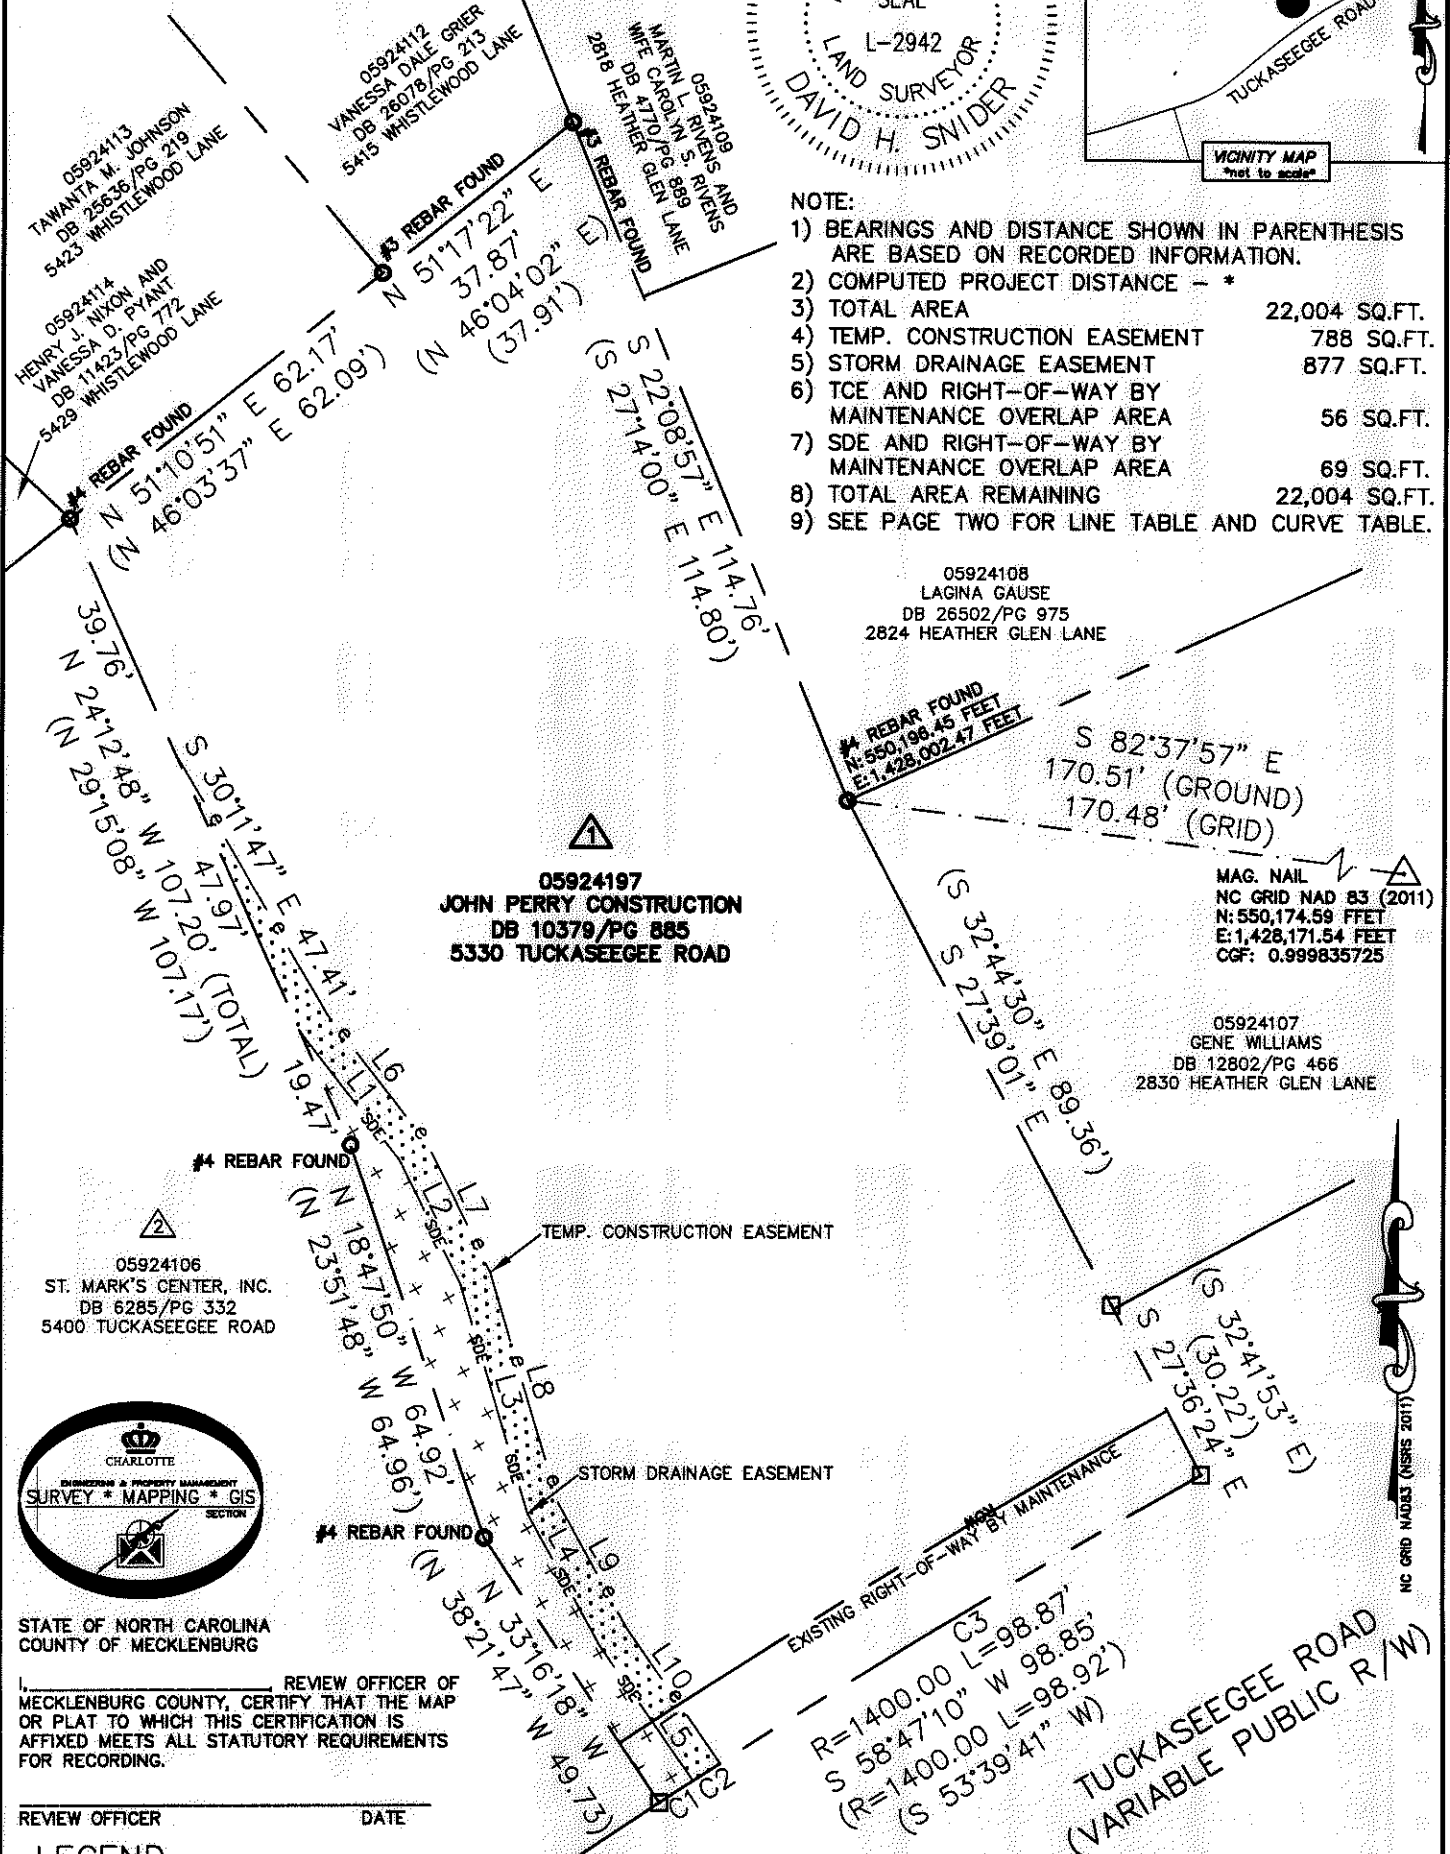 SEAL
L-2942
LAND SURVEYOR
DAVID H. SNIDER
TUCKASEEGEE ROAD
VICINITY MAP
*not to scale*
05924112
VANESSA DALE GRIER
DB 26078/PG 213
5415 WHISTLEWOOD LANE
05924109
MARTIN L. RIVENS AND
WIFE CAROLYN S. RIVENS
DB 4770/PG 889
2818 HEATHER GLEN LANE
05924113
TAWANTA M. JOHNSON
DB 25636/PG 219
5423 WHISTLEWOOD LANE
05924114
HENRY J. NIXON AND
VANESSA D. PYANT
DB 11423/PG 772
5429 WHISTLEWOOD LANE
#3 REBAR FOUND
#3 REBAR FOUND
N 51°17'22" E
37.87'
(N 46°04'02" E)
(37.91')
#4 REBAR FOUND
N 51°10'51" E 62.17'
(N 46°03'37" E 62.09')
NOTE:
1) BEARINGS AND DISTANCE SHOWN IN PARENTHESIS
ARE BASED ON RECORDED INFORMATION.
2) COMPUTED PROJECT DISTANCE - *
3) TOTAL AREA 22,004 SQ.FT.
4) TEMP. CONSTRUCTION EASEMENT 788 SQ.FT.
5) STORM DRAINAGE EASEMENT 877 SQ.FT.
6) TCE AND RIGHT-OF-WAY BY
MAINTENANCE OVERLAP AREA 56 SQ.FT.
7) SDE AND RIGHT-OF-WAY BY
MAINTENANCE OVERLAP AREA 69 SQ.FT.
8) TOTAL AREA REMAINING 22,004 SQ.FT.
9) SEE PAGE TWO FOR LINE TABLE AND CURVE TABLE.
S 22°08'57" E 114.76'
(S 27°14'00" E 114.80')
05924108
LAGINA GAUSE
DB 26502/PG 975
2824 HEATHER GLEN LANE
#4 REBAR FOUND
N:550,196.45 FEET
E:1,428,002.47 FEET
S 82°37'57" E
170.51' (GROUND)
170.48' (GRID)
MAG. NAIL
NC GRID NAD 83 (2011)
N:550,174.59 FFET
E:1,428,171.54 FEET
CGF: 0.999835725
39.76'
N 24°12'48" W 107.20' (TOTAL)
(N 29°15'08" W 107.17')
S 30°11'47" E 47.41'
47.97'
19.47'
1
05924197
JOHN PERRY CONSTRUCTION
DB 10379/PG 885
5330 TUCKASEEGEE ROAD
(S 32°44'30" E 89.36')
S 27°39'01" E
05924107
GENE WILLIAMS
DB 12802/PG 466
2830 HEATHER GLEN LANE
e
e
e
L1
L6
SDE
e
#4 REBAR FOUND
N 18°47'50" W 64.92'
(N 23°51'48" W 64.96')
L2
L7
SDE
e
TEMP. CONSTRUCTION EASEMENT
2
05924106
ST. MARK'S CENTER, INC.
DB 6285/PG 332
5400 TUCKASEEGEE ROAD
SDE
e
L3
L8
SDE
e
STORM DRAINAGE EASEMENT
(S 32°41'53" E)
(30.22')
S 27°36'24" E
NC GRID NAD83 (NSRS 2011)
CHARLOTTE
ENGINEERING & PROPERTY MANAGEMENT
SURVEY * MAPPING * GIS
SECTION
#4 REBAR FOUND
N 33°16'18" W
(N 38°21'47" W 49.73')
L4
L9
SDE
e
L10
SDE
e
L5
C1
C2
EXISTING RIGHT-OF-WAY BY MAINTENANCE
C3
R=1400.00 L=98.87'
S 58°47'10" W 98.85'
(R=1400.00 L=98.92')
(S 53°39'41" W)
TUCKASEEGEE ROAD
(VARIABLE PUBLIC R/W)
STATE OF NORTH CAROLINA
COUNTY OF MECKLENBURG
I, REVIEW OFFICER OF
MECKLENBURG COUNTY, CERTIFY THAT THE MAP
OR PLAT TO WHICH THIS CERTIFICATION IS
AFFIXED MEETS ALL STATUTORY REQUIREMENTS
FOR RECORDING.
REVIEW OFFICER DATE
LEGEND